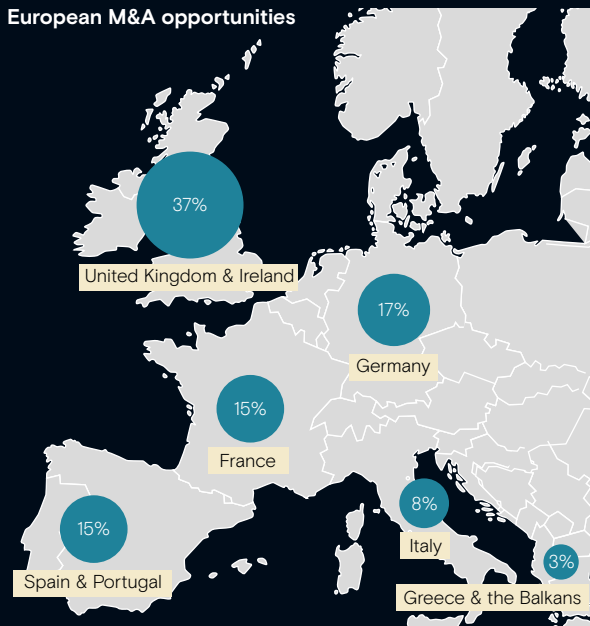 European M&A opportunities
37%
United Kingdom & Ireland
17%
Germany
15%
France
15%
Spain & Portugal
8%
Italy
3%
Greece & the Balkans